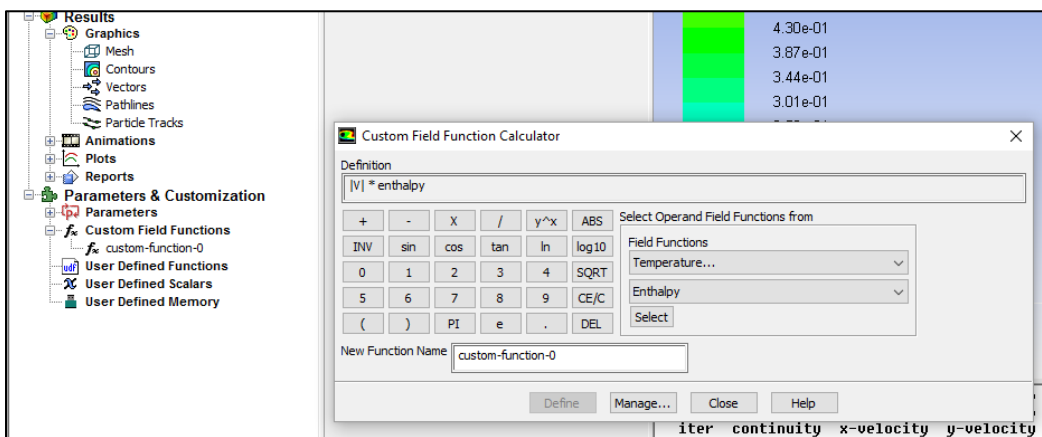 Results
Graphics
Mesh
Contours
Vectors
Pathlines
Particle Tracks
Animations
Plots
Reports
Parameters & Customization
Parameters
Custom Field Functions
custom-function-0
User Defined Functions
User Defined Scalars
User Defined Memory
4.30e-01
3.87e-01
3.44e-01
3.01e-01
Custom Field Function Calculator
Definition
|V| * enthalpy
+ - X / y^x ABS
INV sin cos tan ln log10
0 1 2 3 4 SQRT
5 6 7 8 9 CE/C
( ) PI e . DEL
Select Operand Field Functions from
Field Functions
Temperature...
Enthalpy
Select
New Function Name custom-function-0
Define Manage... Close Help
iter continuity x-velocity y-velocity